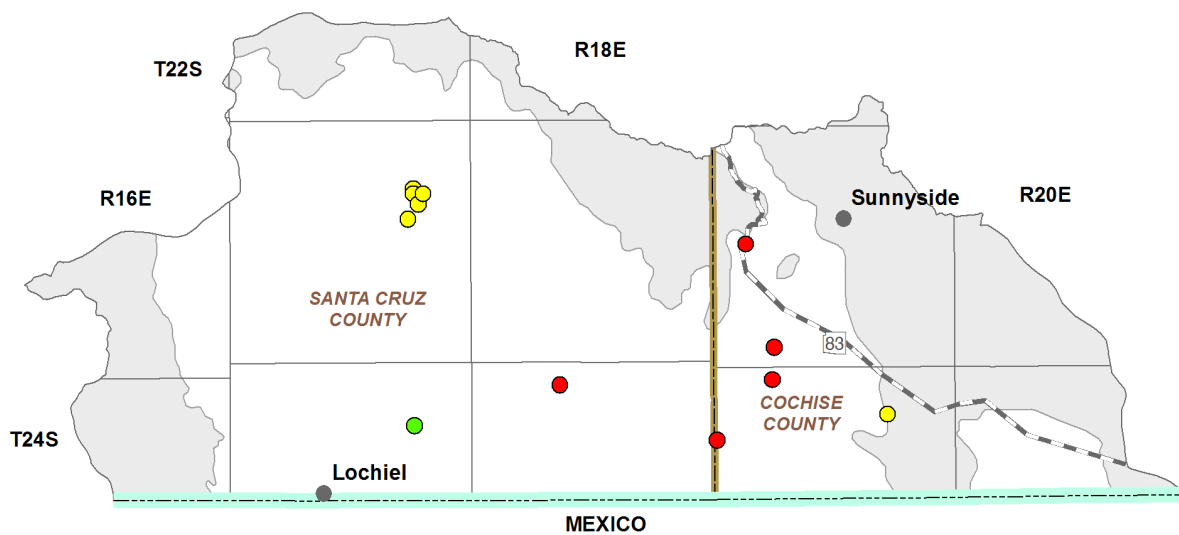 R18E
T22S
R16E
Sunnyside
R20E
SANTA CRUZ
COUNTY
83
COCHISE
COUNTY
T24S
Lochiel
MEXICO